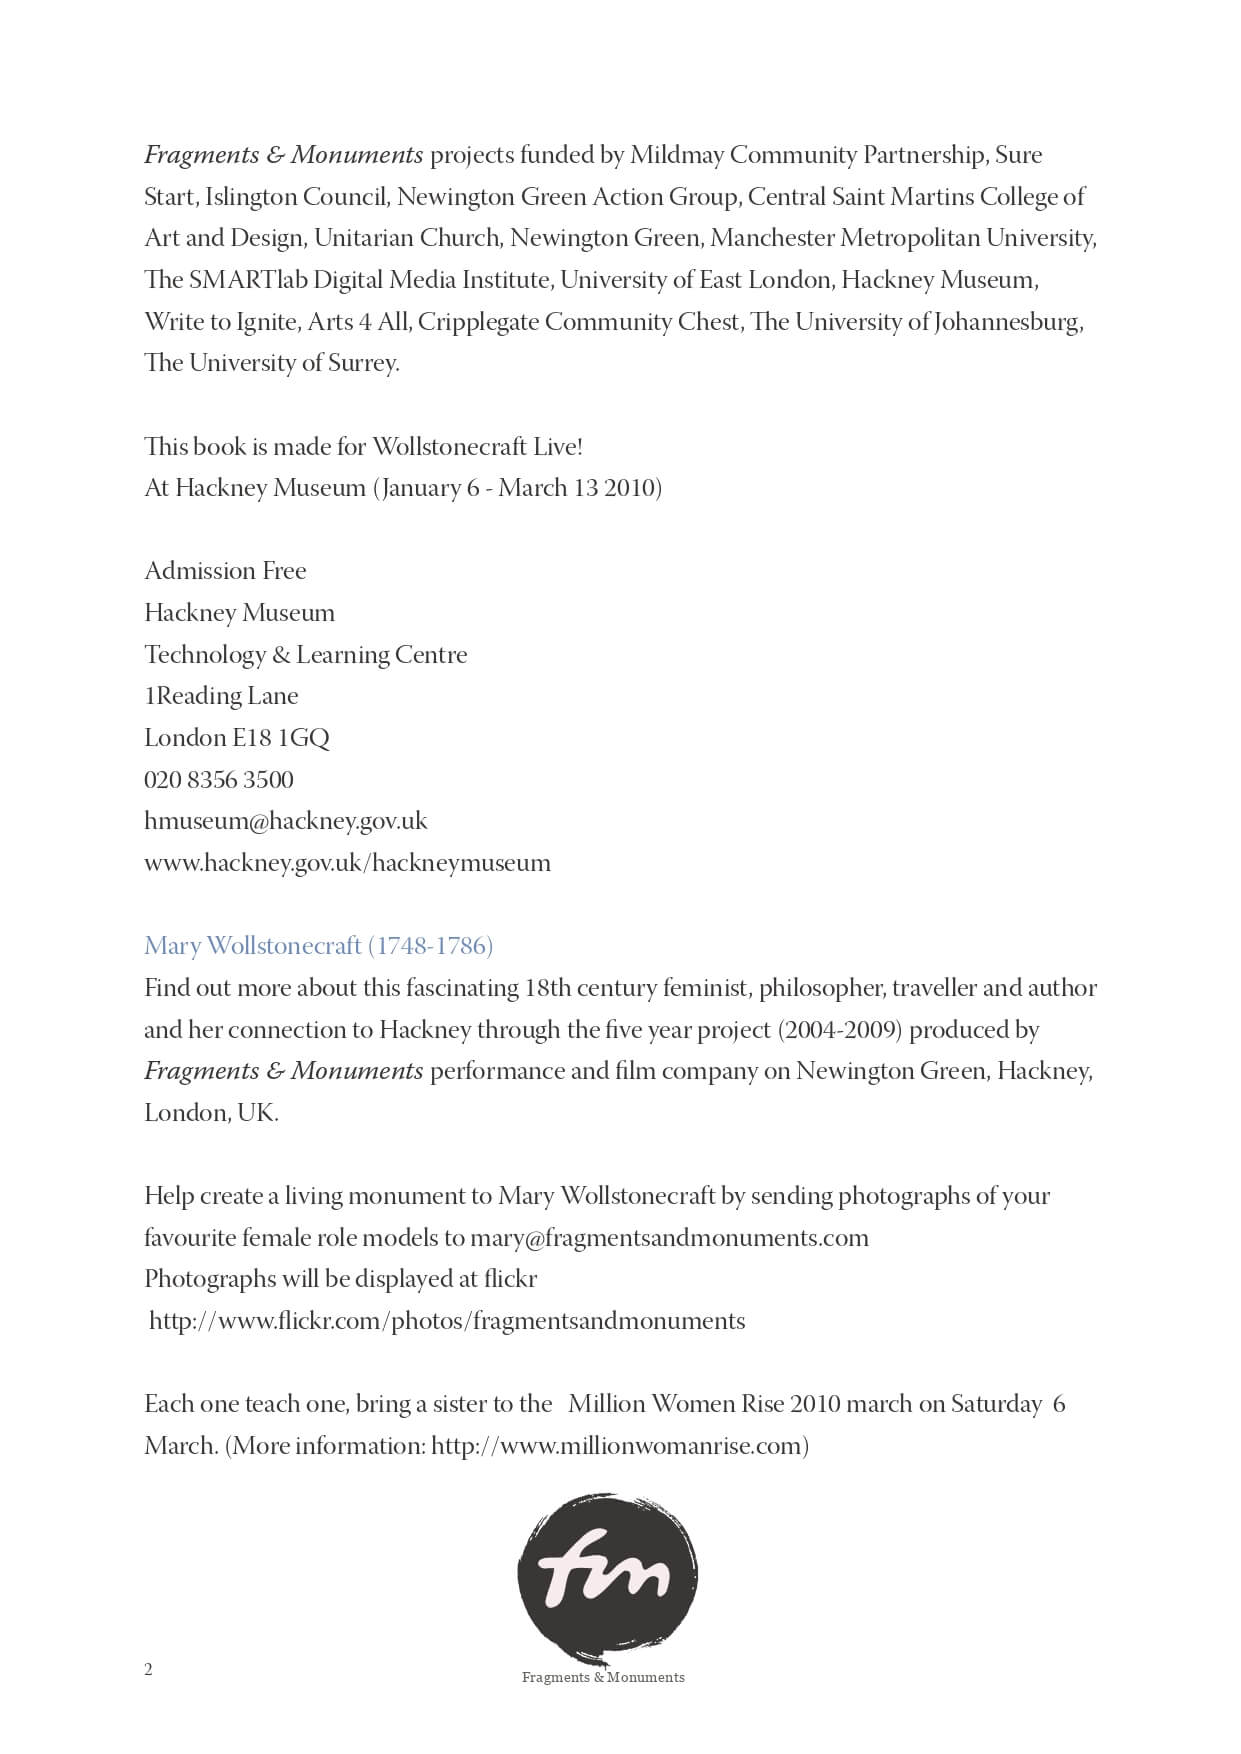 Fragments & Monuments projects funded by Mildmay Community Partnership, Sure
Start, Islington Council, Newington Green Action Group, Central Saint Martins College of
Art and Design, Unitarian Church, Newington Green, Manchester Metropolitan University,
The SMARTlab Digital Media Institute, University of East London, Hackney Museum,
Write to Ignite, Arts 4 All, Cripplegate Community Chest, The University of Johannesburg,
The University of Surrey.
This book is made for Wollstonecraft Live!
At Hackney Museum (January 6 - March 13 2010)
Admission Free
Hackney Museum
Technology & Learning Centre
1Reading Lane
London E18 1GQ
020 8356 3500
hmuseum@hackney.gov.uk
www.hackney.gov.uk/hackneymuseum
Mary Wollstonecraft (1748-1786)
Find out more about this fascinating 18th century feminist, philosopher, traveller and author
and her connection to Hackney through the five year project (2004-2009) produced by
Fragments & Monuments performance and film company on Newington Green, Hackney,
London, UK.
Help create a living monument to Mary Wollstonecraft by sending photographs of your
favourite female role models to mary@fragmentsandmonuments.com
Photographs will be displayed at flickr
http://www.flickr.com/photos/fragmentsandmonuments
Each one teach one, bring a sister to the Million Women Rise 2010 march on Saturday 6
March. (More information: http://www.millionwomanrise.com)
fm
Fragments & Monuments
2